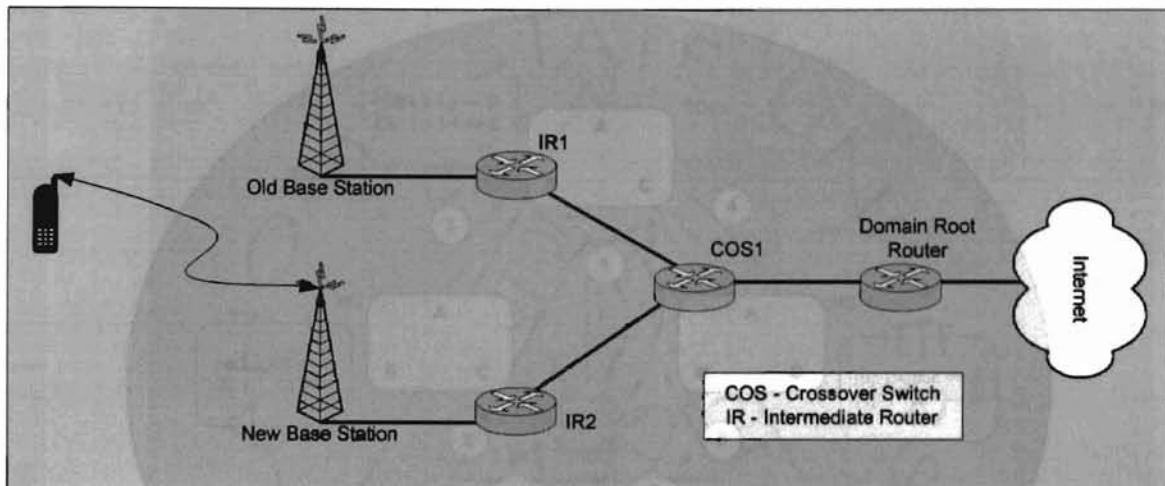 IR1
Old Base Station
Domain Root
Router
COS1
Internet
COS - Crossover Switch
IR - Intermediate Router
IR2
New Base Station